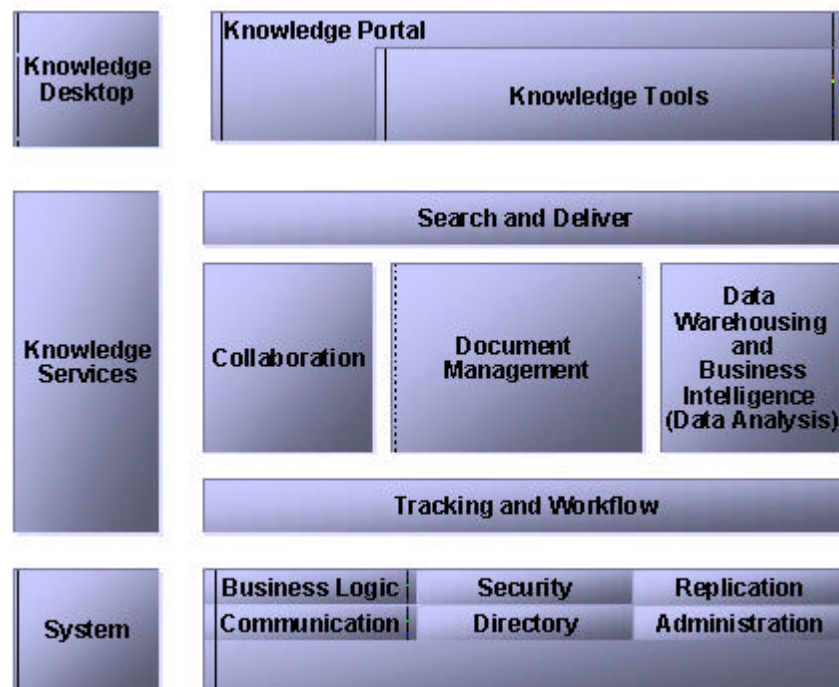 Knowledge
Desktop
Knowledge Portal
Knowledge Tools
Knowledge
Services
Search and Deliver
Collaboration
Document
Management
Data
Warehousing
and
Business
Intelligence
(Data Analysis)
Tracking and Workflow
System
Business Logic Security Replication
Communication Directory Administration